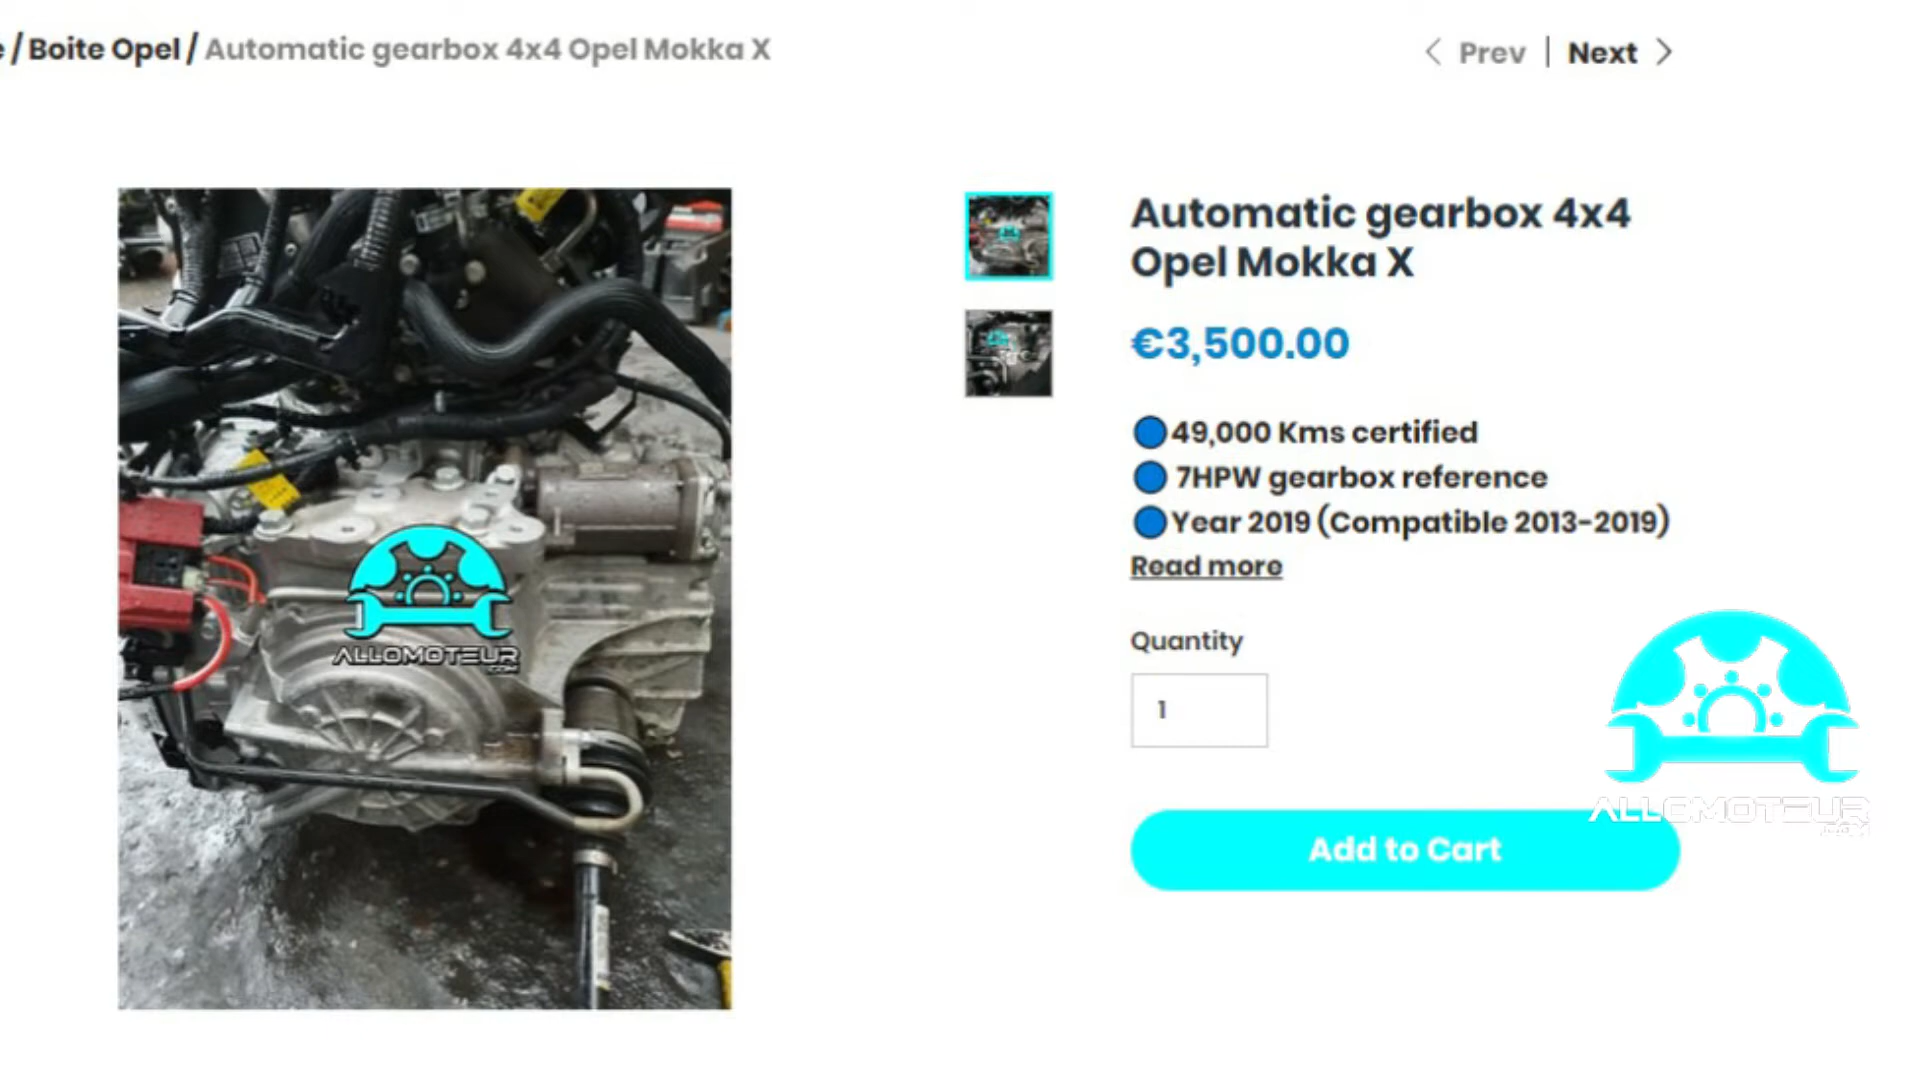 / Boite Opel / Automatic gearbox 4x4 Opel Mokka X
Prev | Next
Automatic gearbox 4x4
Opel Mokka X
€3,500.00
49,000 Kms certified
7HPW gearbox reference
Year 2019 (Compatible 2013-2019)
Read more
Quantity
1
Add to Cart
ALLOMOTEUR
.COM
ALLOMOTEUR
.COM